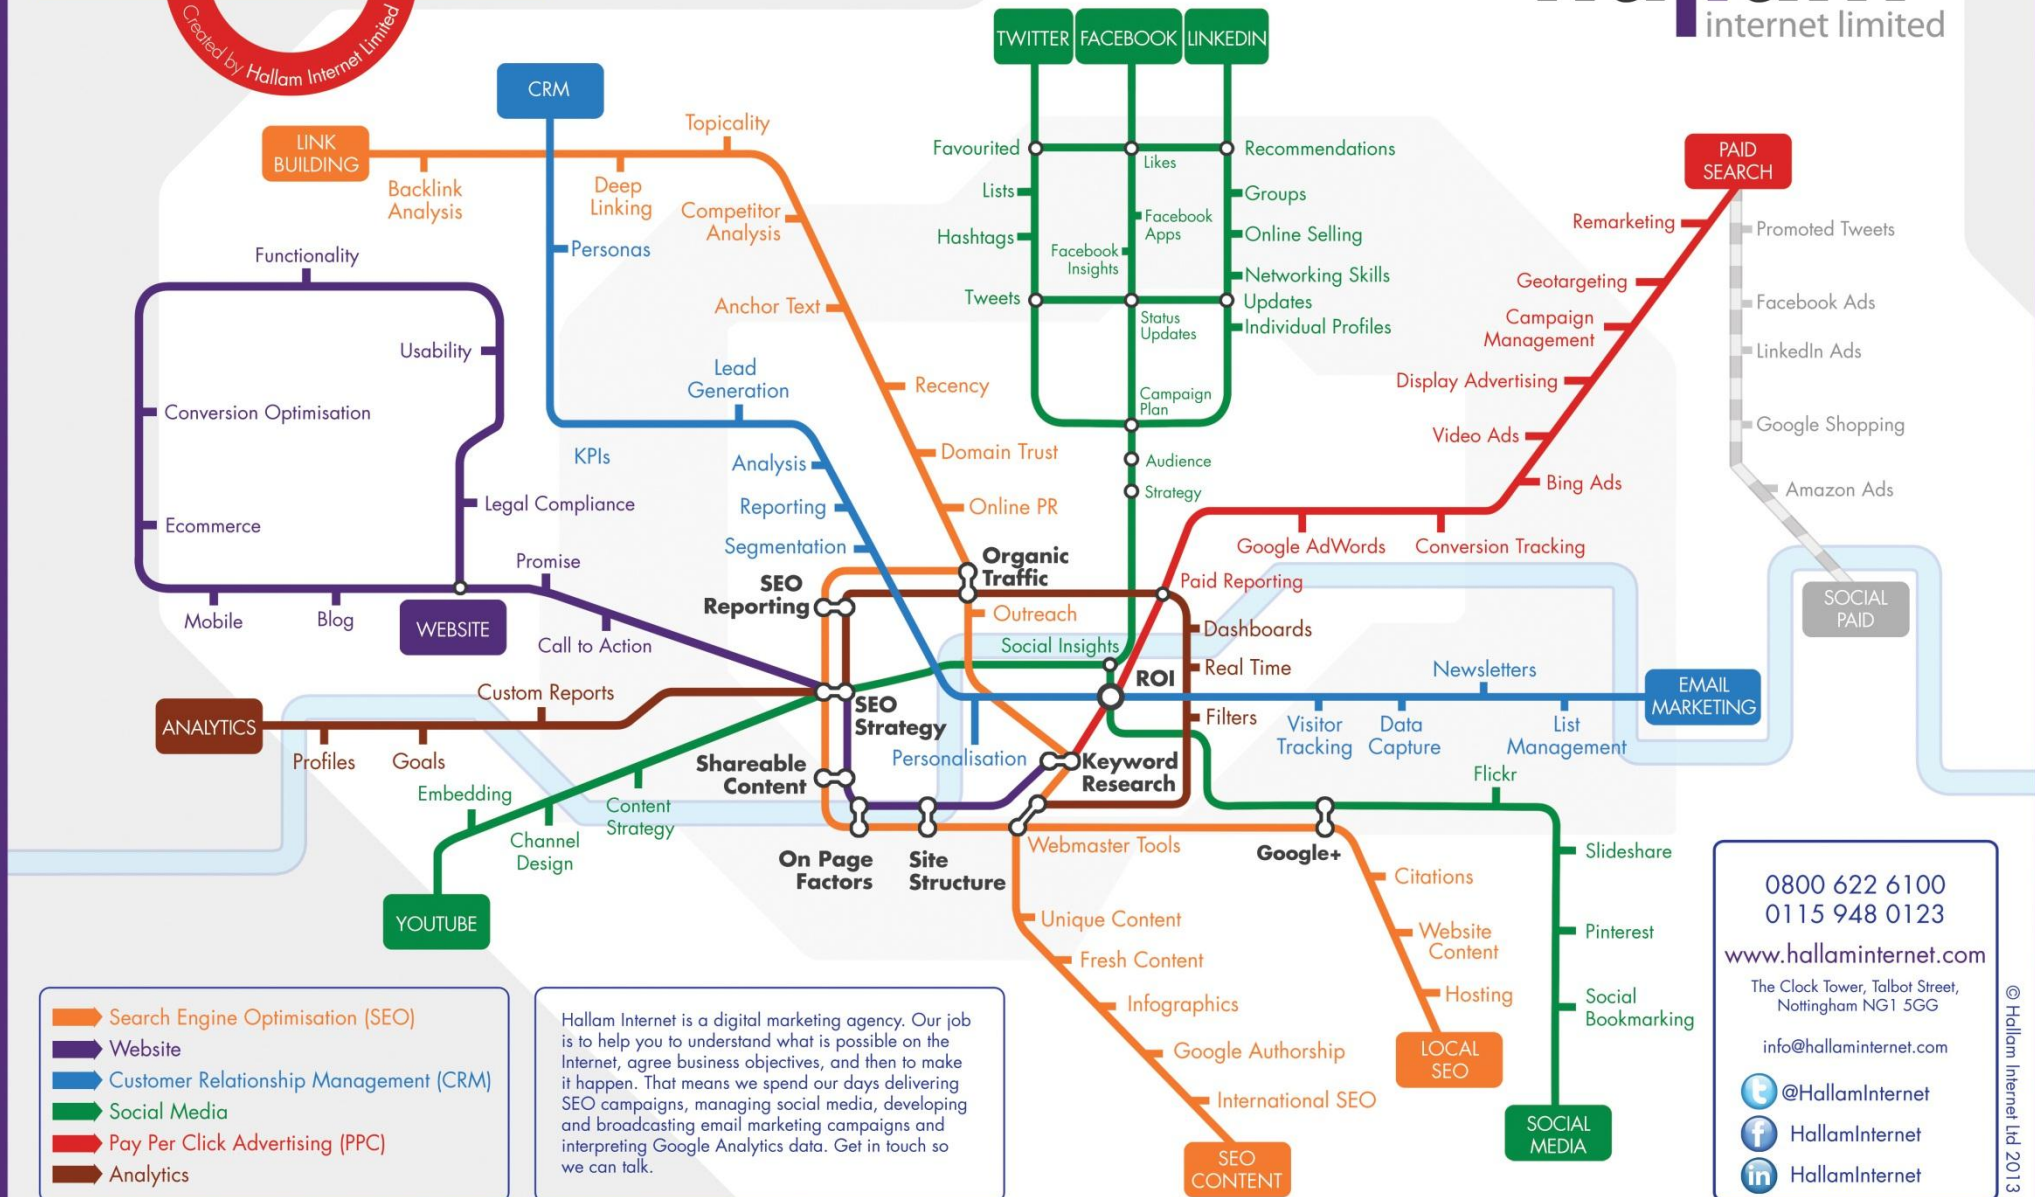 Created by Hallam Internet Limited
internet limited
TWITTER
FACEBOOK
LINKEDIN
CRM
LINK
BUILDING
Topicality
Backlink
Analysis
Deep
Linking
Competitor
Analysis
Personas
Anchor Text
Recency
Domain Trust
Online PR
Favourited
Likes
Recommendations
Lists
Groups
Facebook
Apps
Hashtags
Online Selling
Facebook
Insights
Networking Skills
Tweets
Updates
Status
Updates
Individual Profiles
Campaign
Plan
Audience
Strategy
PAID
SEARCH
Remarketing
Geotargeting
Campaign
Management
Display Advertising
Video Ads
Bing Ads
Google AdWords
Conversion Tracking
Paid Reporting
Promoted Tweets
Facebook Ads
LinkedIn Ads
Google Shopping
Amazon Ads
SOCIAL
PAID
Functionality
Usability
Conversion Optimisation
Legal Compliance
Ecommerce
Promise
Mobile
Blog
WEBSITE
Call to Action
Lead
Generation
KPIs
Analysis
Reporting
Segmentation
SEO
Reporting
Organic
Traffic
Outreach
Social Insights
Dashboards
Real Time
Filters
ROI
Newsletters
EMAIL
MARKETING
Visitor
Tracking
Data
Capture
List
Management
ANALYTICS
Custom Reports
Profiles
Goals
SEO
Strategy
Personalisation
Shareable
Content
Keyword
Research
Embedding
Channel
Design
Content
Strategy
YOUTUBE
On Page
Factors
Site
Structure
Webmaster Tools
Google+
Flickr
Slideshare
Pinterest
Social
Bookmarking
SOCIAL
MEDIA
Citations
Website
Content
Hosting
LOCAL
SEO
Unique Content
Fresh Content
Infographics
Google Authorship
International SEO
SEO
CONTENT
Search Engine Optimisation (SEO)
Website
Customer Relationship Management (CRM)
Social Media
Pay Per Click Advertising (PPC)
Analytics
Hallam Internet is a digital marketing agency. Our job
is to help you to understand what is possible on the
Internet, agree business objectives, and then to make
it happen. That means we spend our days delivering
SEO campaigns, managing social media, developing
and broadcasting email marketing campaigns and
interpreting Google Analytics data. Get in touch so
we can talk.
0800 622 6100
0115 948 0123
www.hallaminternet.com
The Clock Tower, Talbot Street,
Nottingham NG1 5GG
info@hallaminternet.com
@HallamInternet
HallamInternet
HallamInternet
© Hallam Internet Ltd 2013